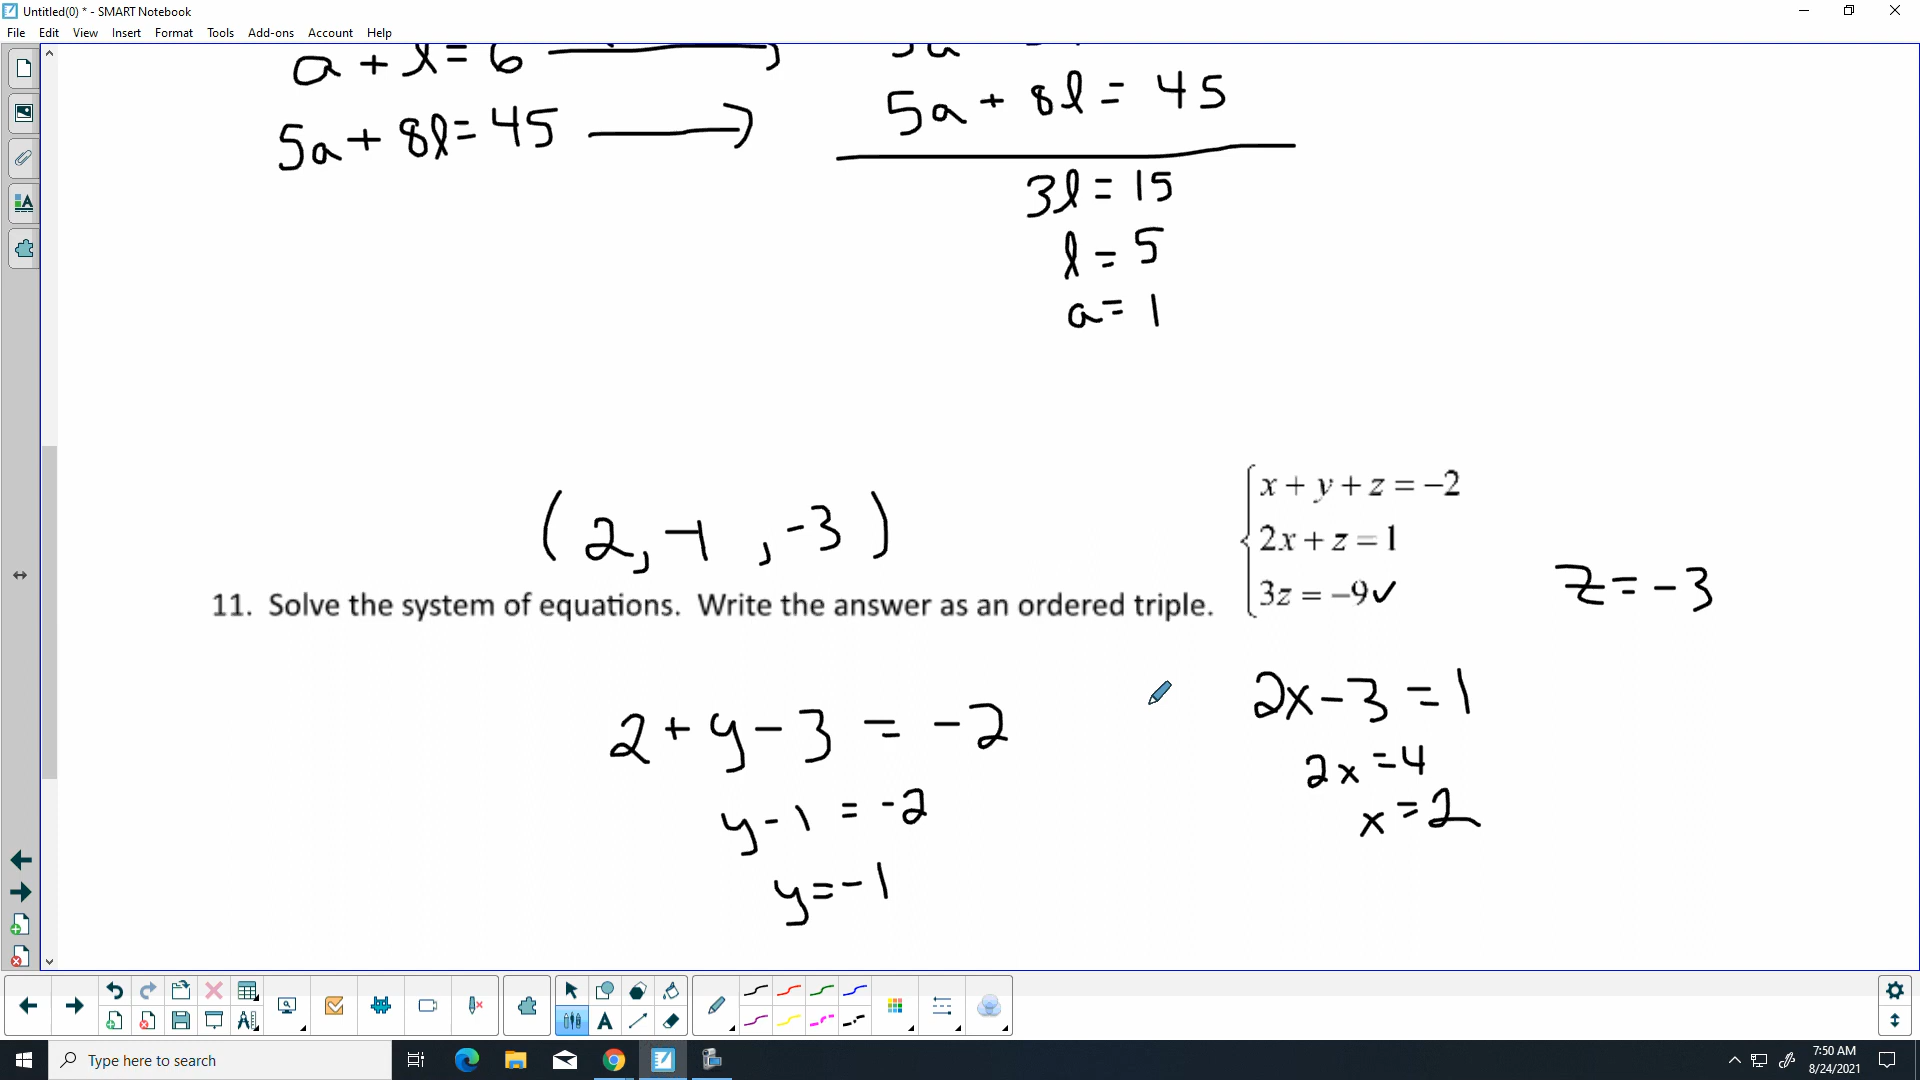 Untitled(0) * - SMART Notebook
File Edit View Insert Format Tools Add-ons Account Help
a + l = 6
5a + 8l = 45
5a + 8l = 45
3l = 15
l = 5
a = 1
(2, -1, -3)
x + y + z = -2
2x + z = 1
3z = -9 ✓
z = -3
11. Solve the system of equations. Write the answer as an ordered triple.
2 + y - 3 = -2
y - 1 = -2
y = -1
2x - 3 = 1
2x = 4
x = 2
Type here to search
7:50 AM
8/24/2021